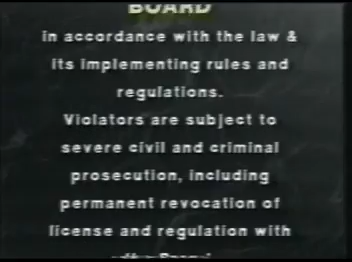 BOARD
in accordance with the law &
its implementing rules and
regulations.
Violators are subject to
severe civil and criminal
prosecution, including
permanent revocation of
license and regulation with